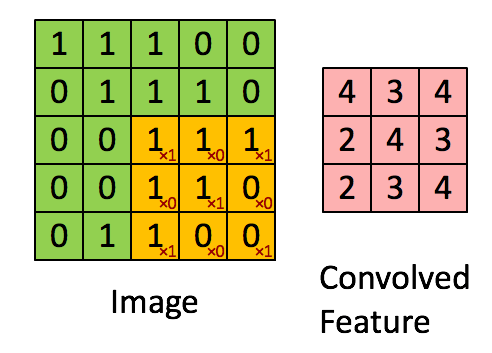 1 1 1 0 0
0 1 1 1 0
0 0 1×1 1×0 1×1
0 0 1×0 1×1 0×0
0 1 1×1 0×0 0×1
Image
4 3 4
2 4 3
2 3 4
Convolved
Feature